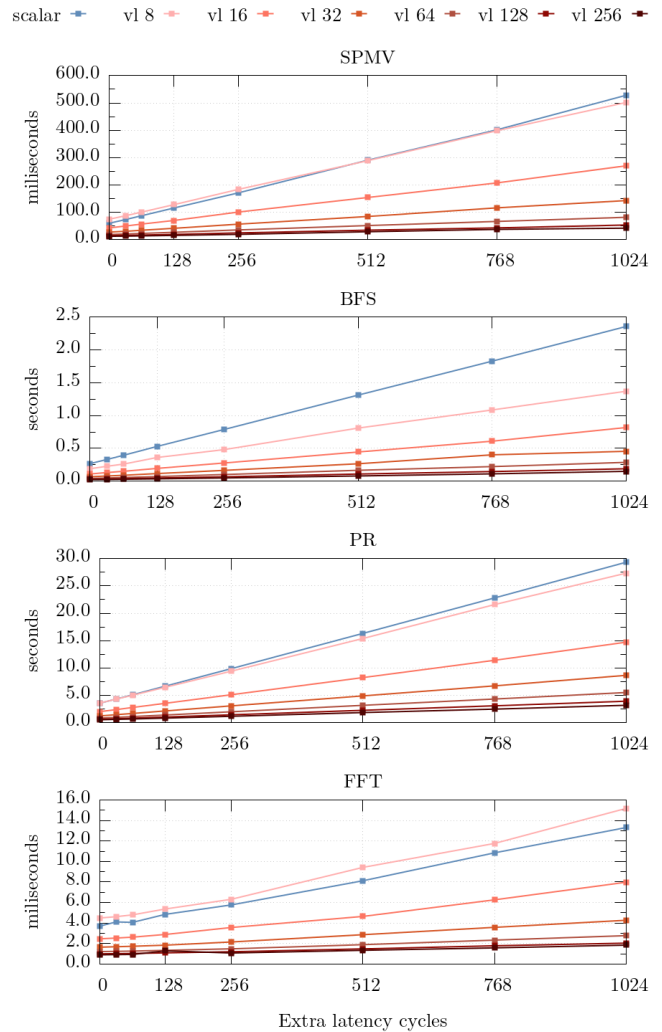 scalar vl 8 vl 16 vl 32 vl 64 vl 128 vl 256
SPMV
600.0
500.0
400.0
300.0
200.0
100.0
0.0
miliseconds
0 128 256 512 768 1024
BFS
2.5
2.0
1.5
1.0
0.5
0.0
seconds
0 128 256 512 768 1024
PR
30.0
25.0
20.0
15.0
10.0
5.0
0.0
seconds
0 128 256 512 768 1024
FFT
16.0
14.0
12.0
10.0
8.0
6.0
4.0
2.0
0.0
miliseconds
0 128 256 512 768 1024
Extra latency cycles